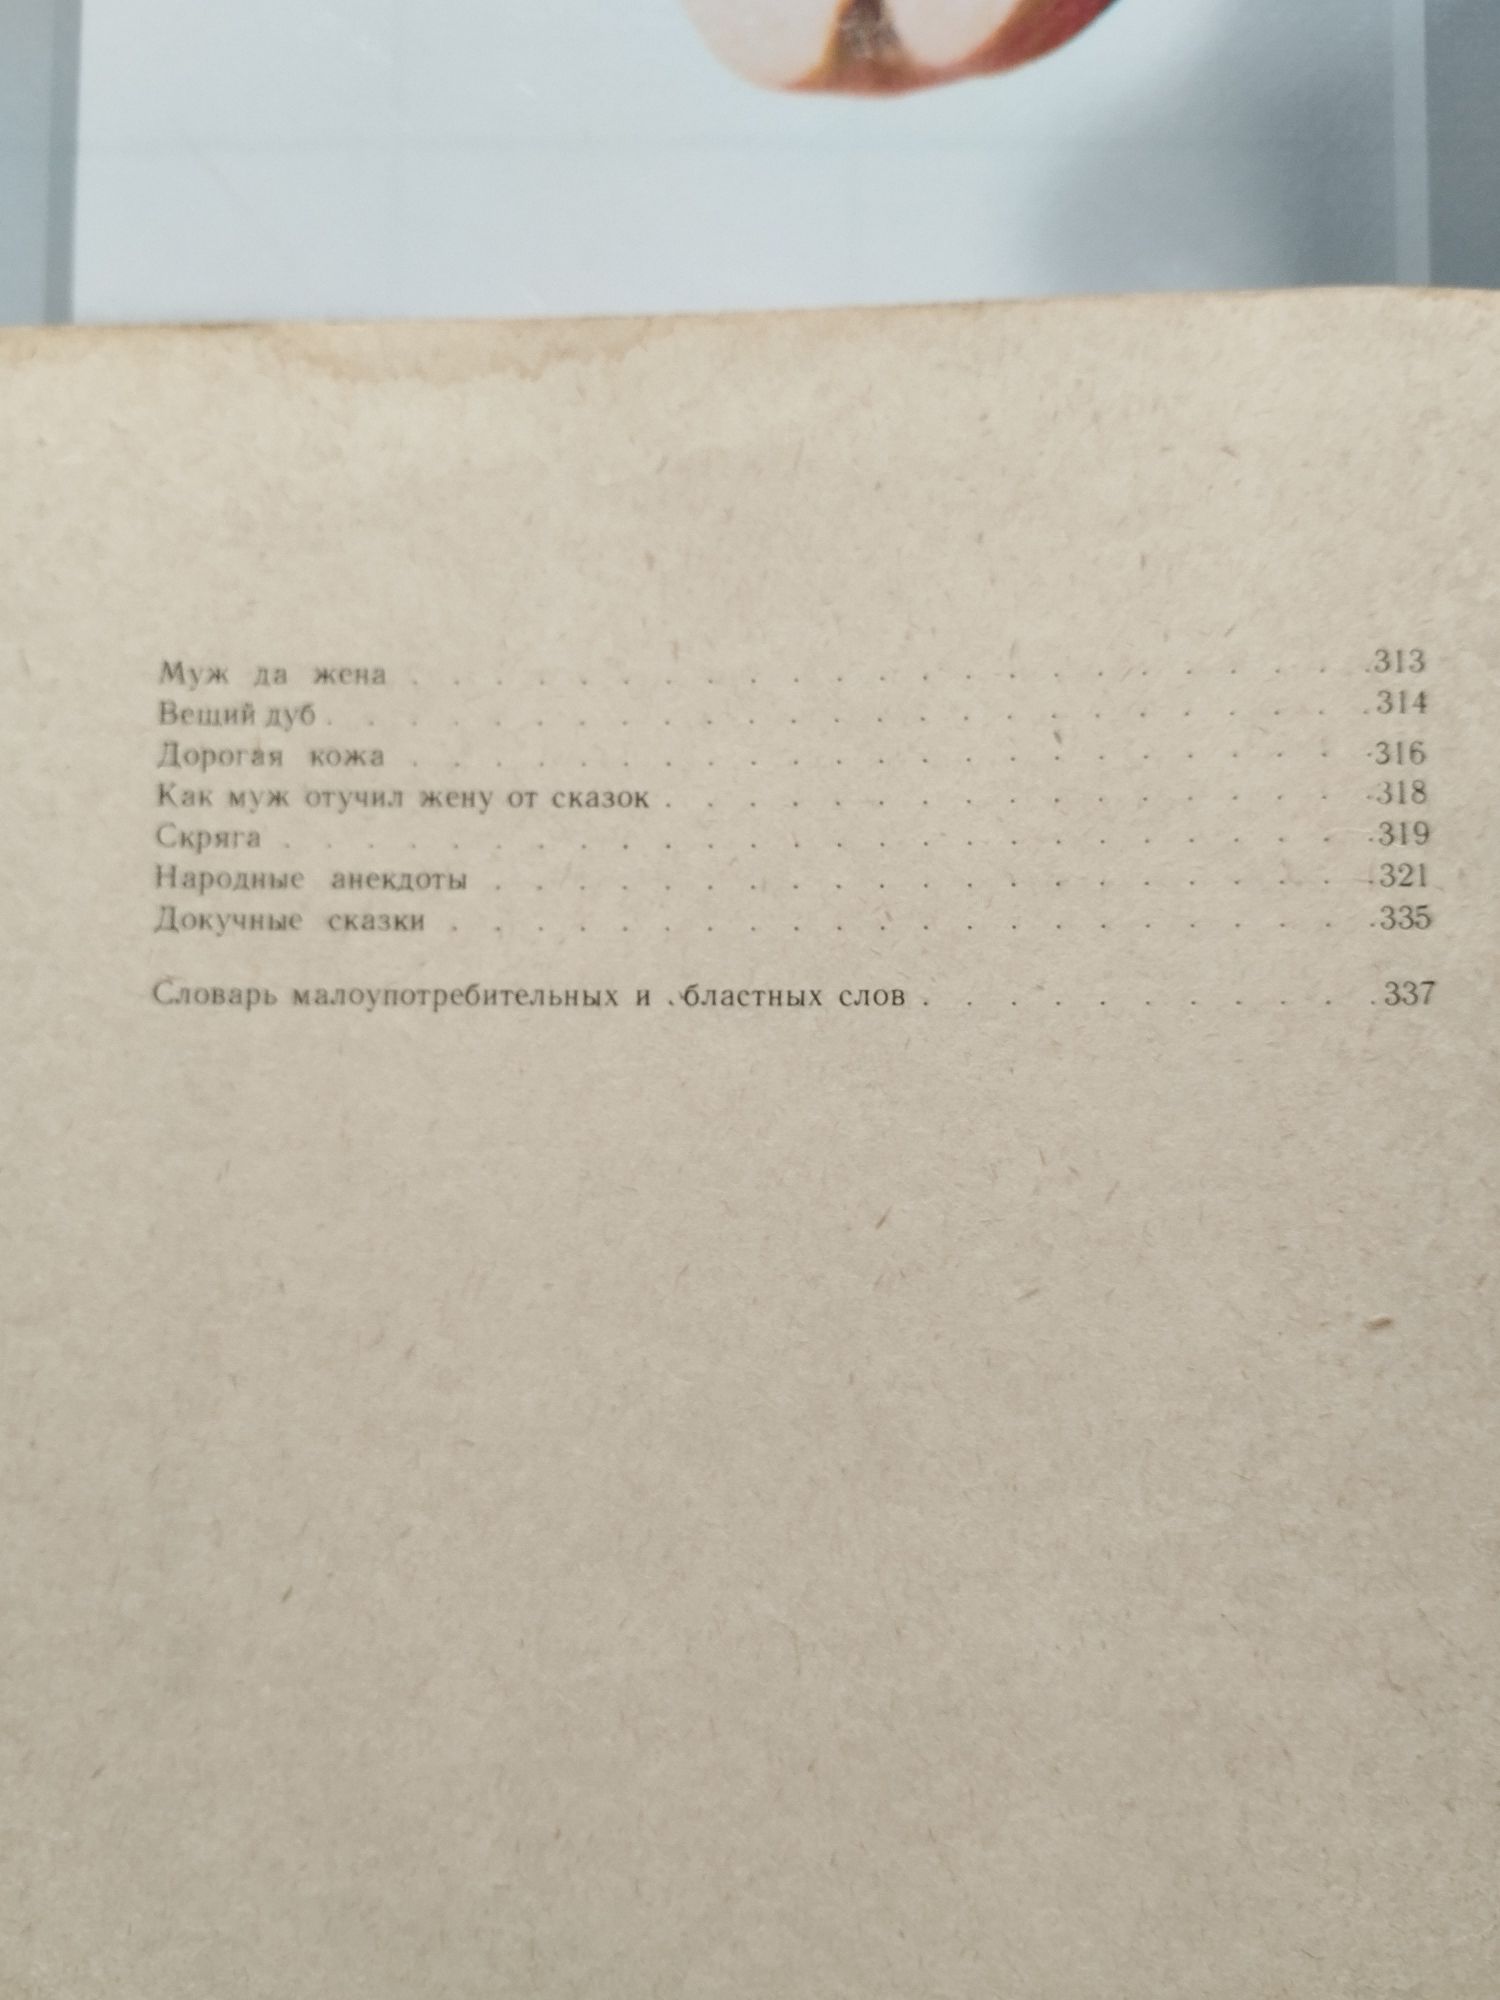 Муж да жена . . . . . . . . . . . . . . . . . . . . . . . 313
Вещий дуб . . . . . . . . . . . . . . . . . . . . . . . . . 314
Дорогая кожа . . . . . . . . . . . . . . . . . . . . . . . 316
Как муж отучил жену от сказок . . . . . . . . . . . . . . . . . 318
Скряга . . . . . . . . . . . . . . . . . . . . . . . . . . 319
Народные анекдоты . . . . . . . . . . . . . . . . . . . . . 321
Докучные сказки . . . . . . . . . . . . . . . . . . . . . . 335
Словарь малоупотребительных и областных слов . . . . . . . . . . . 337